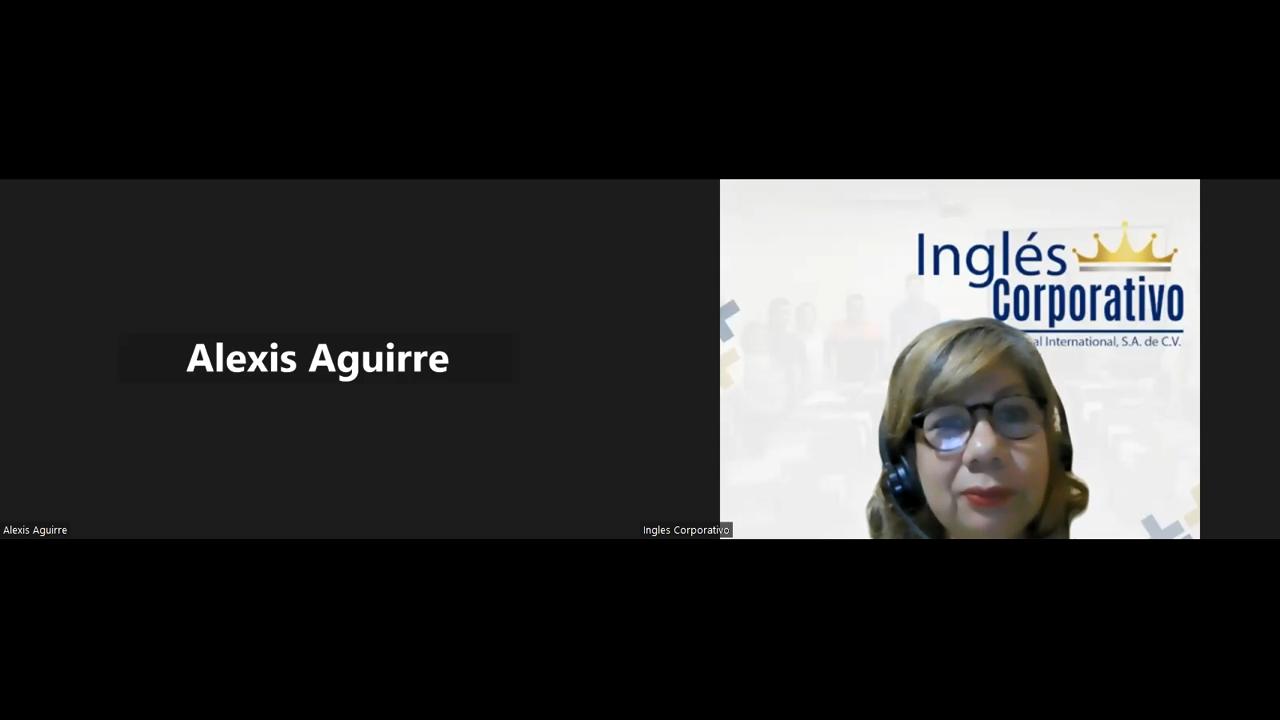 Alexis Aguirre
Inglés
Corporativo
al International, S.A. de C.V.
Alexis Aguirre
Ingles Corporativo